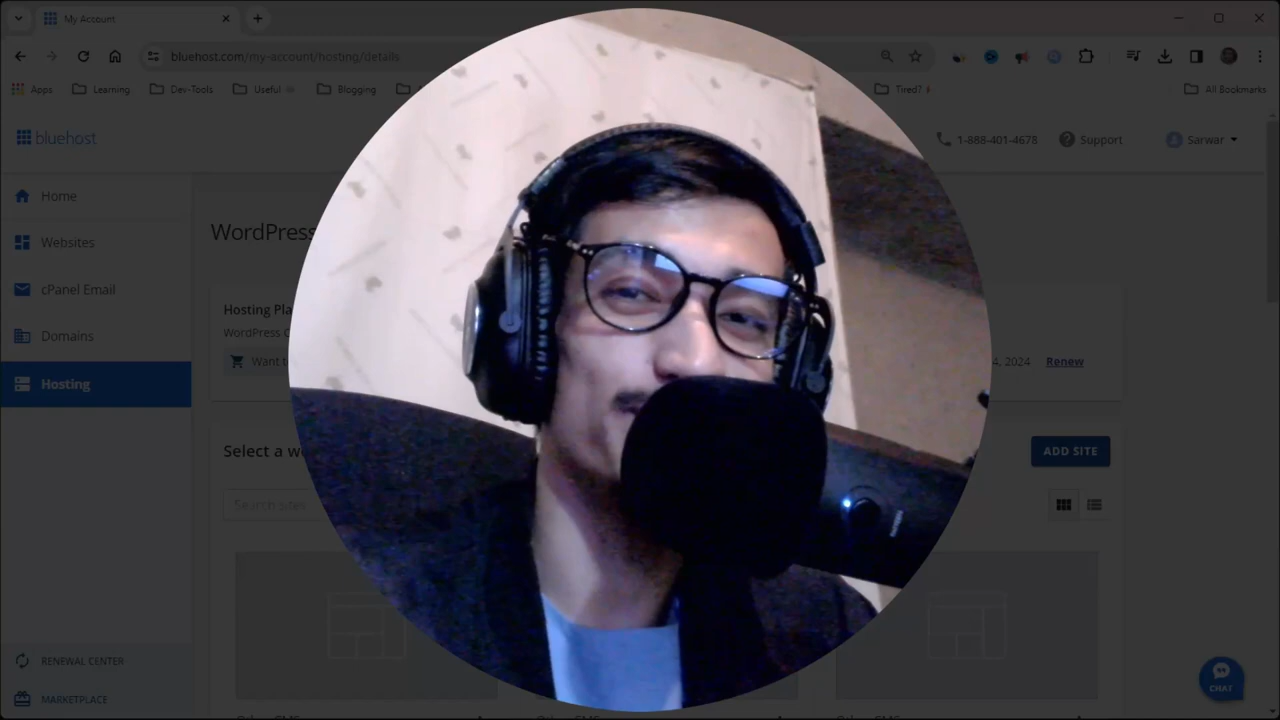 My Account
bluehost.com/my-account/hosting/details
Apps
Learning
Dev-Tools
Useful
Blogging
Tired?
All Bookmarks
bluehost
1-888-401-4678
Support
Sarwar
Home
WordPress
Websites
cPanel Email
Hosting Pla
WordPress C
Domains
Want t
4, 2024
Renew
Hosting
Select a we
ADD SITE
Search sites
RENEWAL CENTER
MARKETPLACE
CHAT